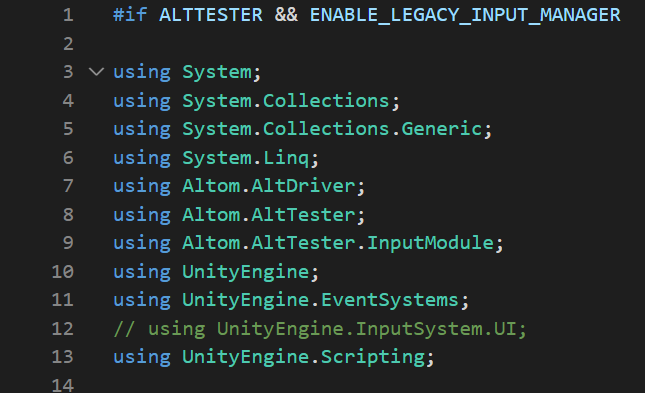 1 #if ALTTESTER && ENABLE_LEGACY_INPUT_MANAGER
2
3 using System;
4 using System.Collections;
5 using System.Collections.Generic;
6 using System.Linq;
7 using Altom.AltDriver;
8 using Altom.AltTester;
9 using Altom.AltTester.InputModule;
10 using UnityEngine;
11 using UnityEngine.EventSystems;
12 // using UnityEngine.InputSystem.UI;
13 using UnityEngine.Scripting;
14